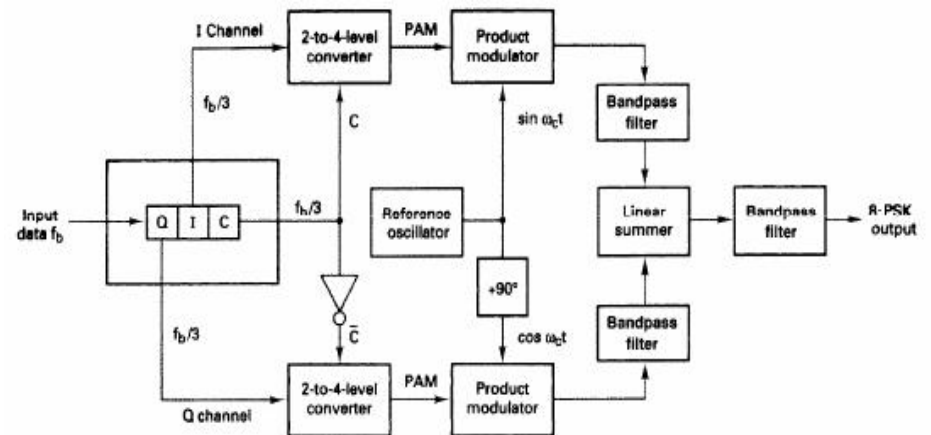 I Channel
2-to-4-level
converter
PAM
Product
modulator
f_b/3
C
sin ω_ct
Bandpass
filter
Input
data f_b
Q I C
f_b/3
Reference
oscillator
Linear
summer
Bandpass
filter
8-PSK
output
+90°
f_b/3
C̄
cos ω_ct
Bandpass
filter
Q channel
2-to-4-level
converter
PAM
Product
modulator